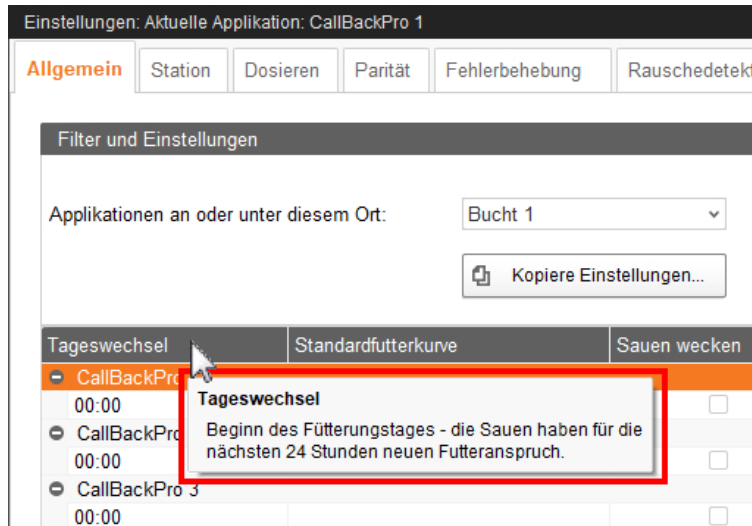 Einstellungen: Aktuelle Applikation: CallBackPro 1
Allgemein Station Dosieren Parität Fehlerbehebung Rauschedetekt
Filter und Einstellungen
Applikationen an oder unter diesem Ort: Bucht 1
Kopiere Einstellungen...
Tageswechsel Standardfutterkurve Sauen wecken
CallBackPro
Tageswechsel
00:00
Beginn des Fütterungstages - die Sauen haben für die
CallBackPro
nächsten 24 Stunden neuen Futteranspruch.
00:00
CallBackPro 3
00:00